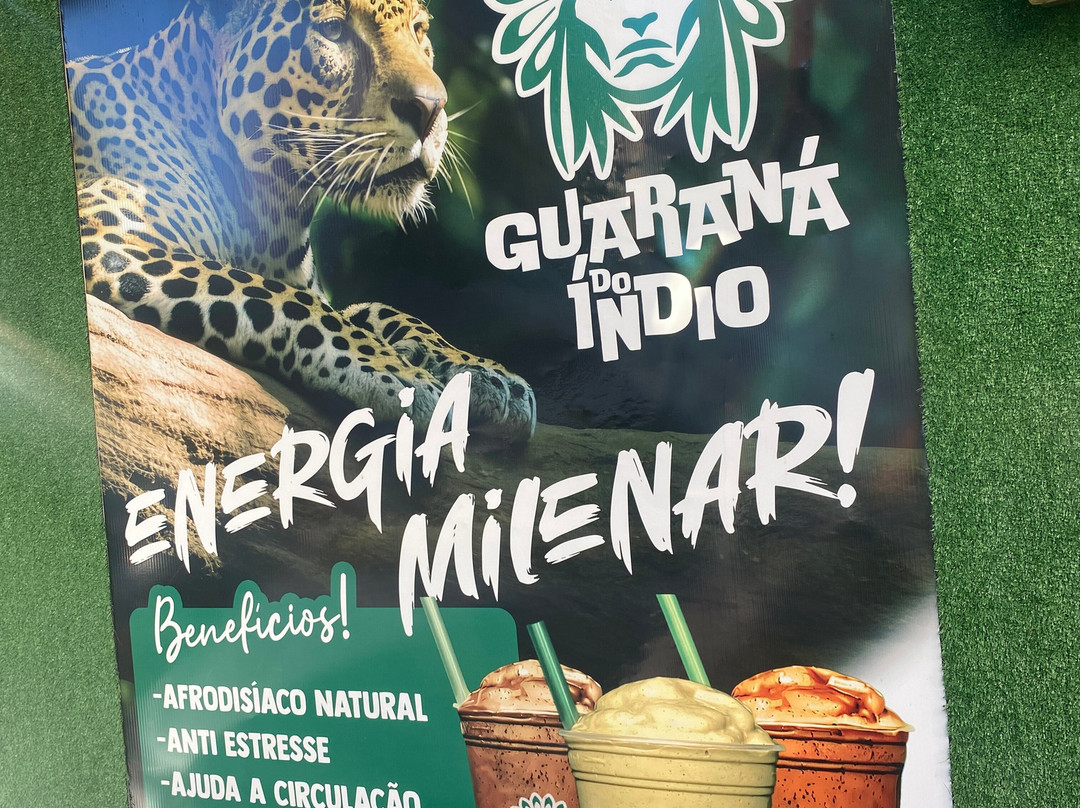 GUARANÁ
DO
ÍNDIO
ENERGIA
MILENAR!
Benefícios!
-AFRODISÍACO NATURAL
-ANTI ESTRESSE
-AJUDA A CIRCULAÇÃO